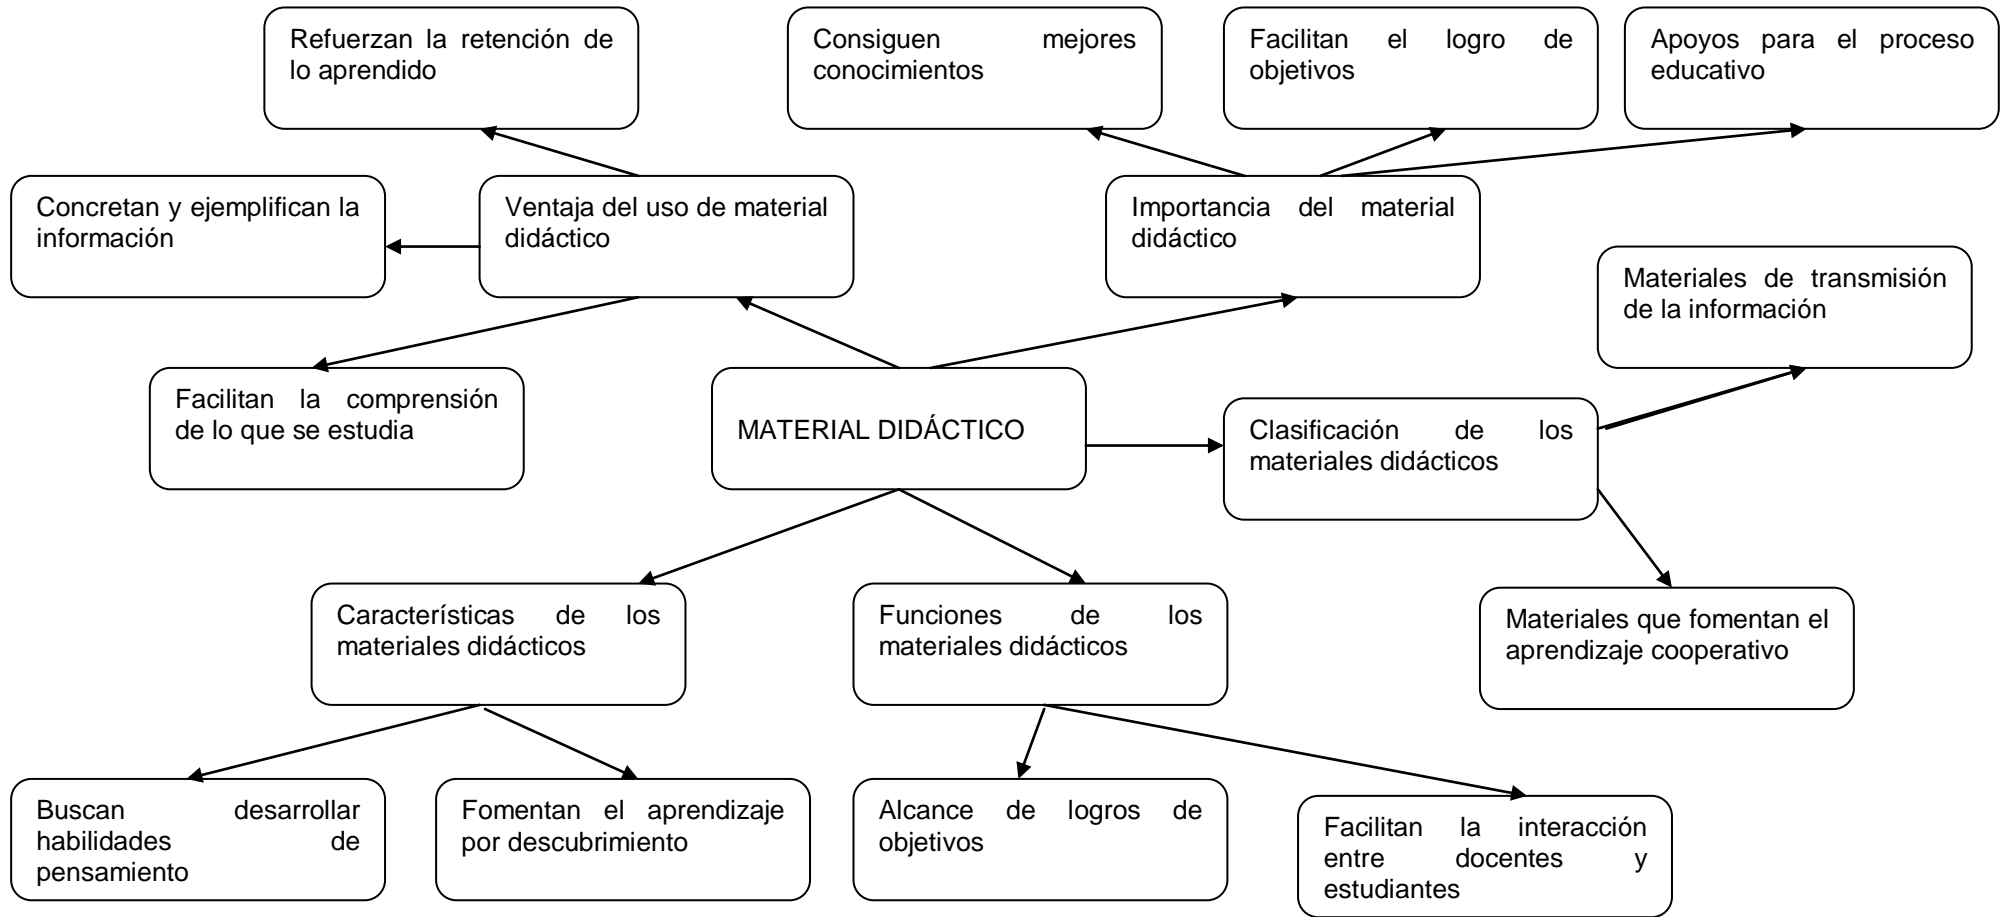 Refuerzan la retención de
lo aprendido
Consiguen mejores
conocimientos
Facilitan el logro de
objetivos
Apoyos para el proceso
educativo
Concretan y ejemplifican la
información
Ventaja del uso de material
didáctico
Importancia del material
didáctico
Materiales de transmisión
de la información
Facilitan la comprensión
de lo que se estudia
MATERIAL DIDÁCTICO
Clasificación de los
materiales didácticos
Características de los
materiales didácticos
Funciones de los
materiales didácticos
Materiales que fomentan el
aprendizaje cooperativo
Buscan desarrollar
habilidades de
pensamiento
Fomentan el aprendizaje
por descubrimiento
Alcance de logros de
objetivos
Facilitan la interacción
entre docentes y
estudiantes